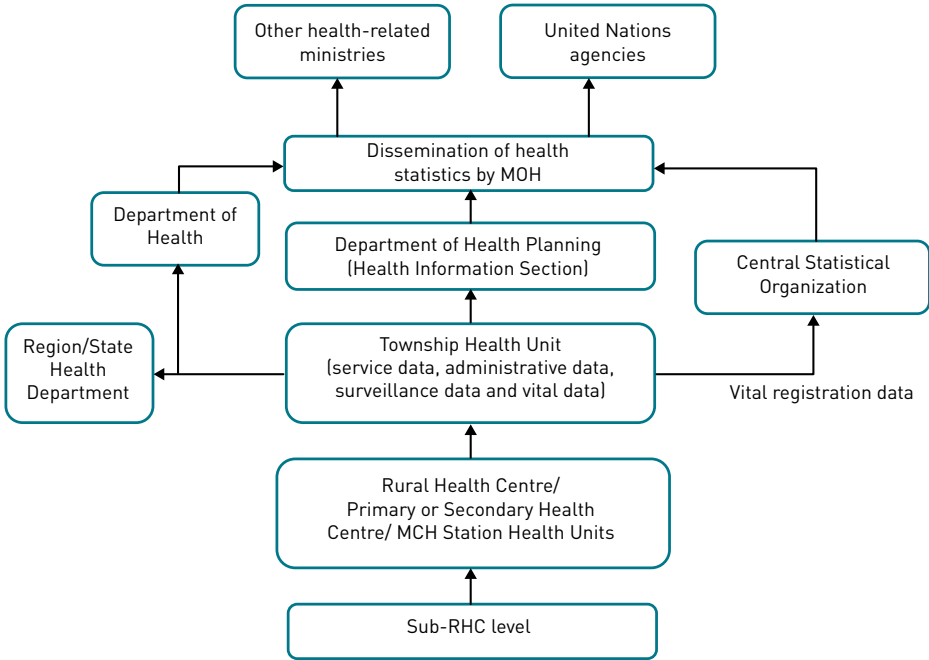 Other health-related
ministries
United Nations
agencies
Dissemination of health
statistics by MOH
Department of
Health
Department of Health Planning
(Health Information Section)
Central Statistical
Organization
Region/State
Health
Department
Township Health Unit
(service data, administrative data,
surveillance data and vital data)
Vital registration data
Rural Health Centre/
Primary or Secondary Health
Centre/ MCH Station Health Units
Sub-RHC level